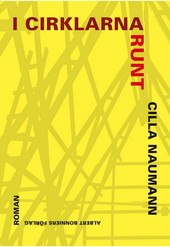 I CIRKLARNA
RUNT
CILLA NAUMANN
ROMAN
ALBERT BONNIERS FÖRLAG